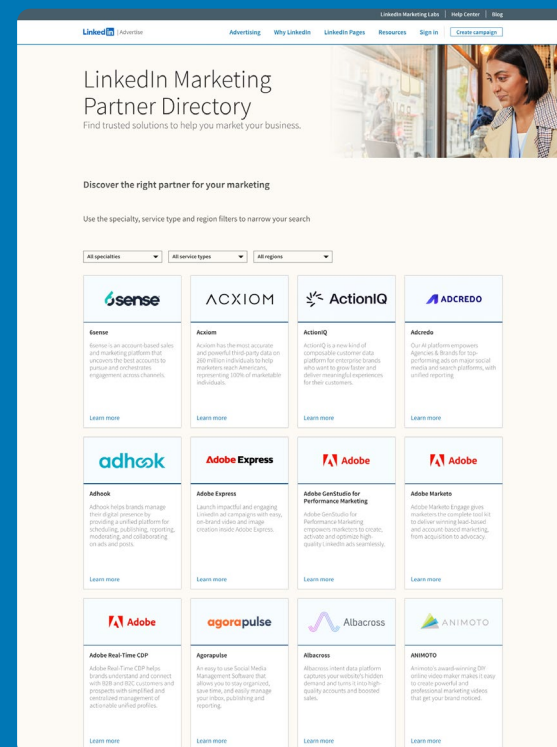 LinkedIn Marketing Labs | Help Center | Blog
Linked in | Advertise
Advertising Why LinkedIn LinkedIn Pages Resources Sign in Create campaign
LinkedIn Marketing
Partner Directory
Find trusted solutions to help you market your business.
Discover the right partner for your marketing
Use the specialty, service type and region filters to narrow your search
All specialties
All service types
All regions
6sense
6sense
6sense is an account-based sales
and marketing platform that
uncovers the best accounts to
pursue and orchestrates
engagement across channels.
Learn more
ACXIOM
Acxiom
Acxiom has the most accurate
and powerful third-party data on
260 million individuals to help
marketers reach Americans,
representing 100% of marketable
individuals.
Learn more
ActionIQ
ActionIQ
ActionIQ is a new kind of
composable customer data
platform for enterprise brands
who want to grow faster and
deliver meaningful experiences
for their customers.
Learn more
ADCREDO
Adcredo
Our AI platform empowers
Agencies & Brands for top-
performing ads on major social
media and search platforms, with
unified reporting
Learn more
adhook
Adhook
Adhook helps brands manage
their digital presence by
providing a unified platform for
scheduling, publishing, reporting,
moderating, and collaborating
on ads and posts.
Learn more
Adobe Express
Adobe Express
Launch impactful and engaging
LinkedIn ad campaigns with easy,
on-brand video and image
creation inside Adobe Express.
Learn more
Adobe
Adobe GenStudio for
Performance Marketing
Adobe GenStudio for
Performance Marketing
empowers marketers to create,
activate and optimize high-
quality LinkedIn ads seamlessly.
Learn more
Adobe
Adobe Marketo
Adobe Marketo Engage gives
marketers the complete tool kit
to deliver winning lead-based
and account-based marketing,
from acquisition to advocacy.
Learn more
Adobe
Adobe Real-Time CDP
Adobe Real-Time CDP helps
brands understand and connect
with B2B and B2C customers and
prospects with simplified and
centralized management of
actionable unified profiles.
Learn more
agorapulse
Agorapulse
An easy to use Social Media
Management Software that
allows you to stay organized,
save time, and easily manage
your inbox, publishing and
reporting.
Learn more
Albacross
Albacross
Albacross intent data platform
captures your website's hidden
demand and turns it into high-
quality accounts and boosted
sales.
Learn more
ANIMOTO
ANIMOTO
Animoto's award-winning DIY
online video maker makes it easy
to create powerful and
professional marketing videos
that get your brand noticed.
Learn more